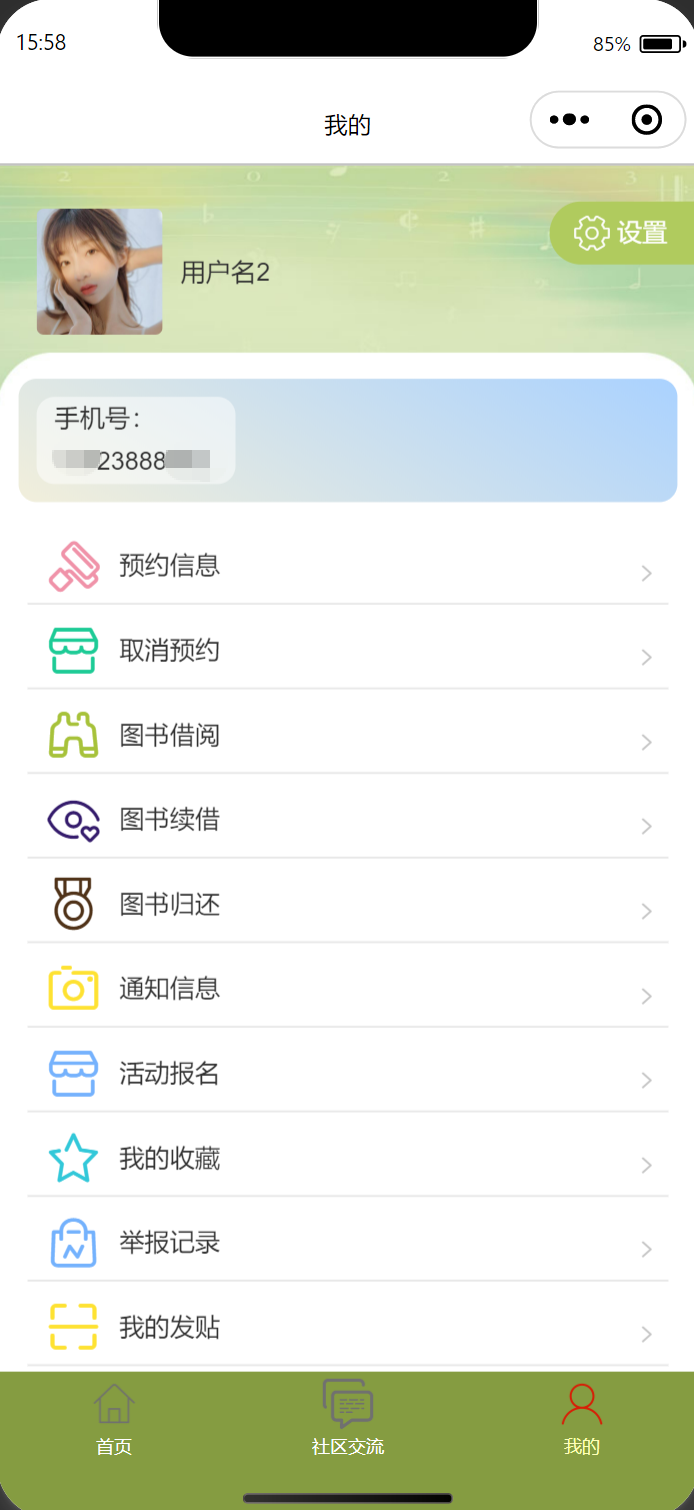 15:58
85%
我的
设置
用户名2
手机号：
23888
预约信息
取消预约
图书借阅
图书续借
图书归还
通知信息
活动报名
我的收藏
举报记录
我的发贴
首页
社区交流
我的